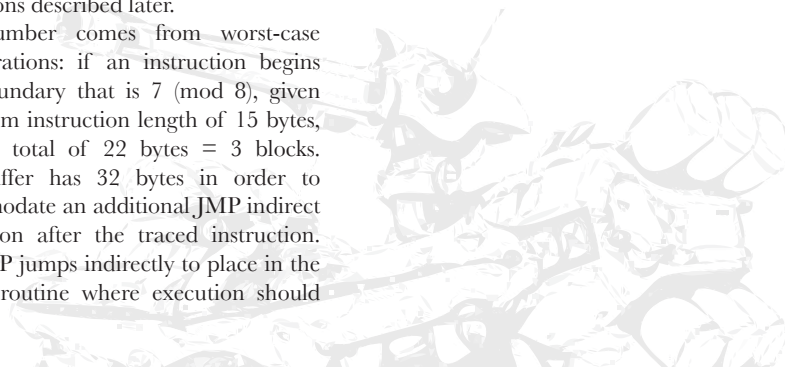 ons described later.
umber comes from worst-case
rations: if an instruction begins
undary that is 7 (mod 8), given
m instruction length of 15 bytes,
total of 22 bytes = 3 blocks.
ffer has 32 bytes in order to
nodate an additional JMP indirect
on after the traced instruction.
P jumps indirectly to place in the
routine where execution should